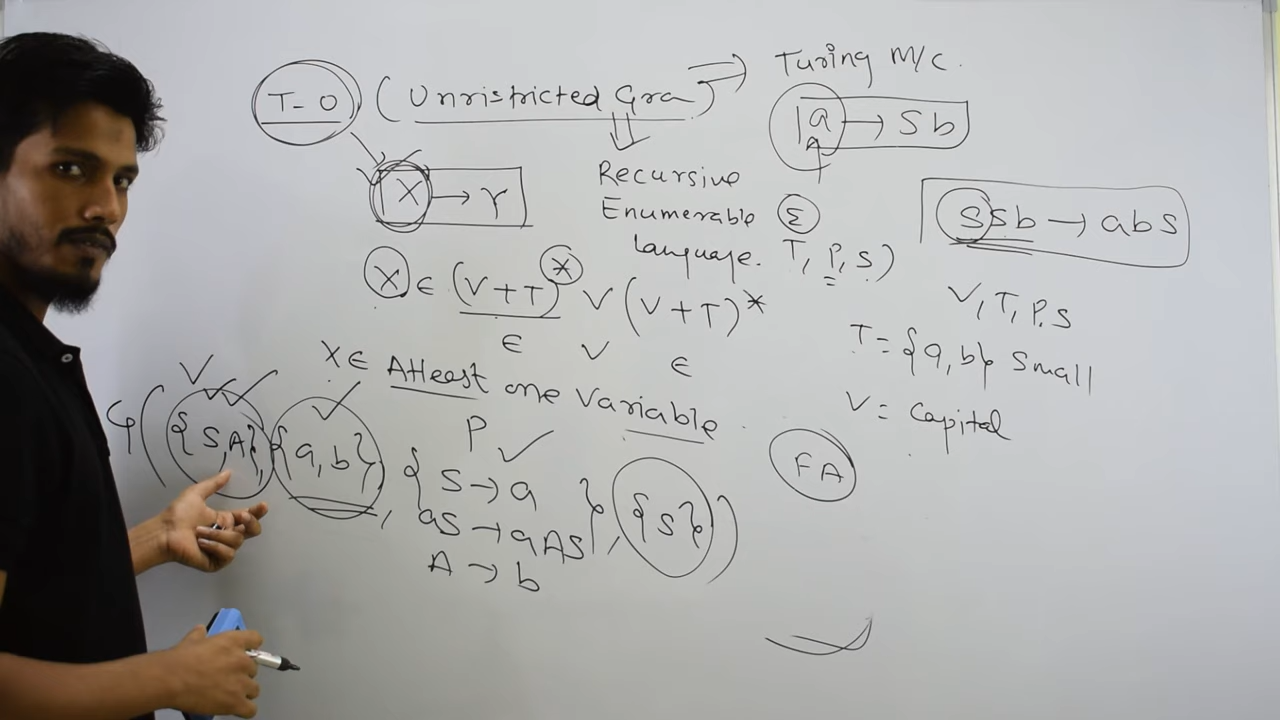 T-0 (Unristricted Gra) ⇒ Turing M/C.
a → Sb
A
X → Y
Recursive
Enumerable
Language.
Σ
T, P, S)
SSb → abS
X ∈ (V+T)* V (V+T)*
∈ V ∈
V, T, P, S
T = {a, b} Small
V = Capital
X ∈ Atleast one Variable.
FA
P
G({S,A}, {a,b}, {S → a
aS → aAS}, {S})
A → b